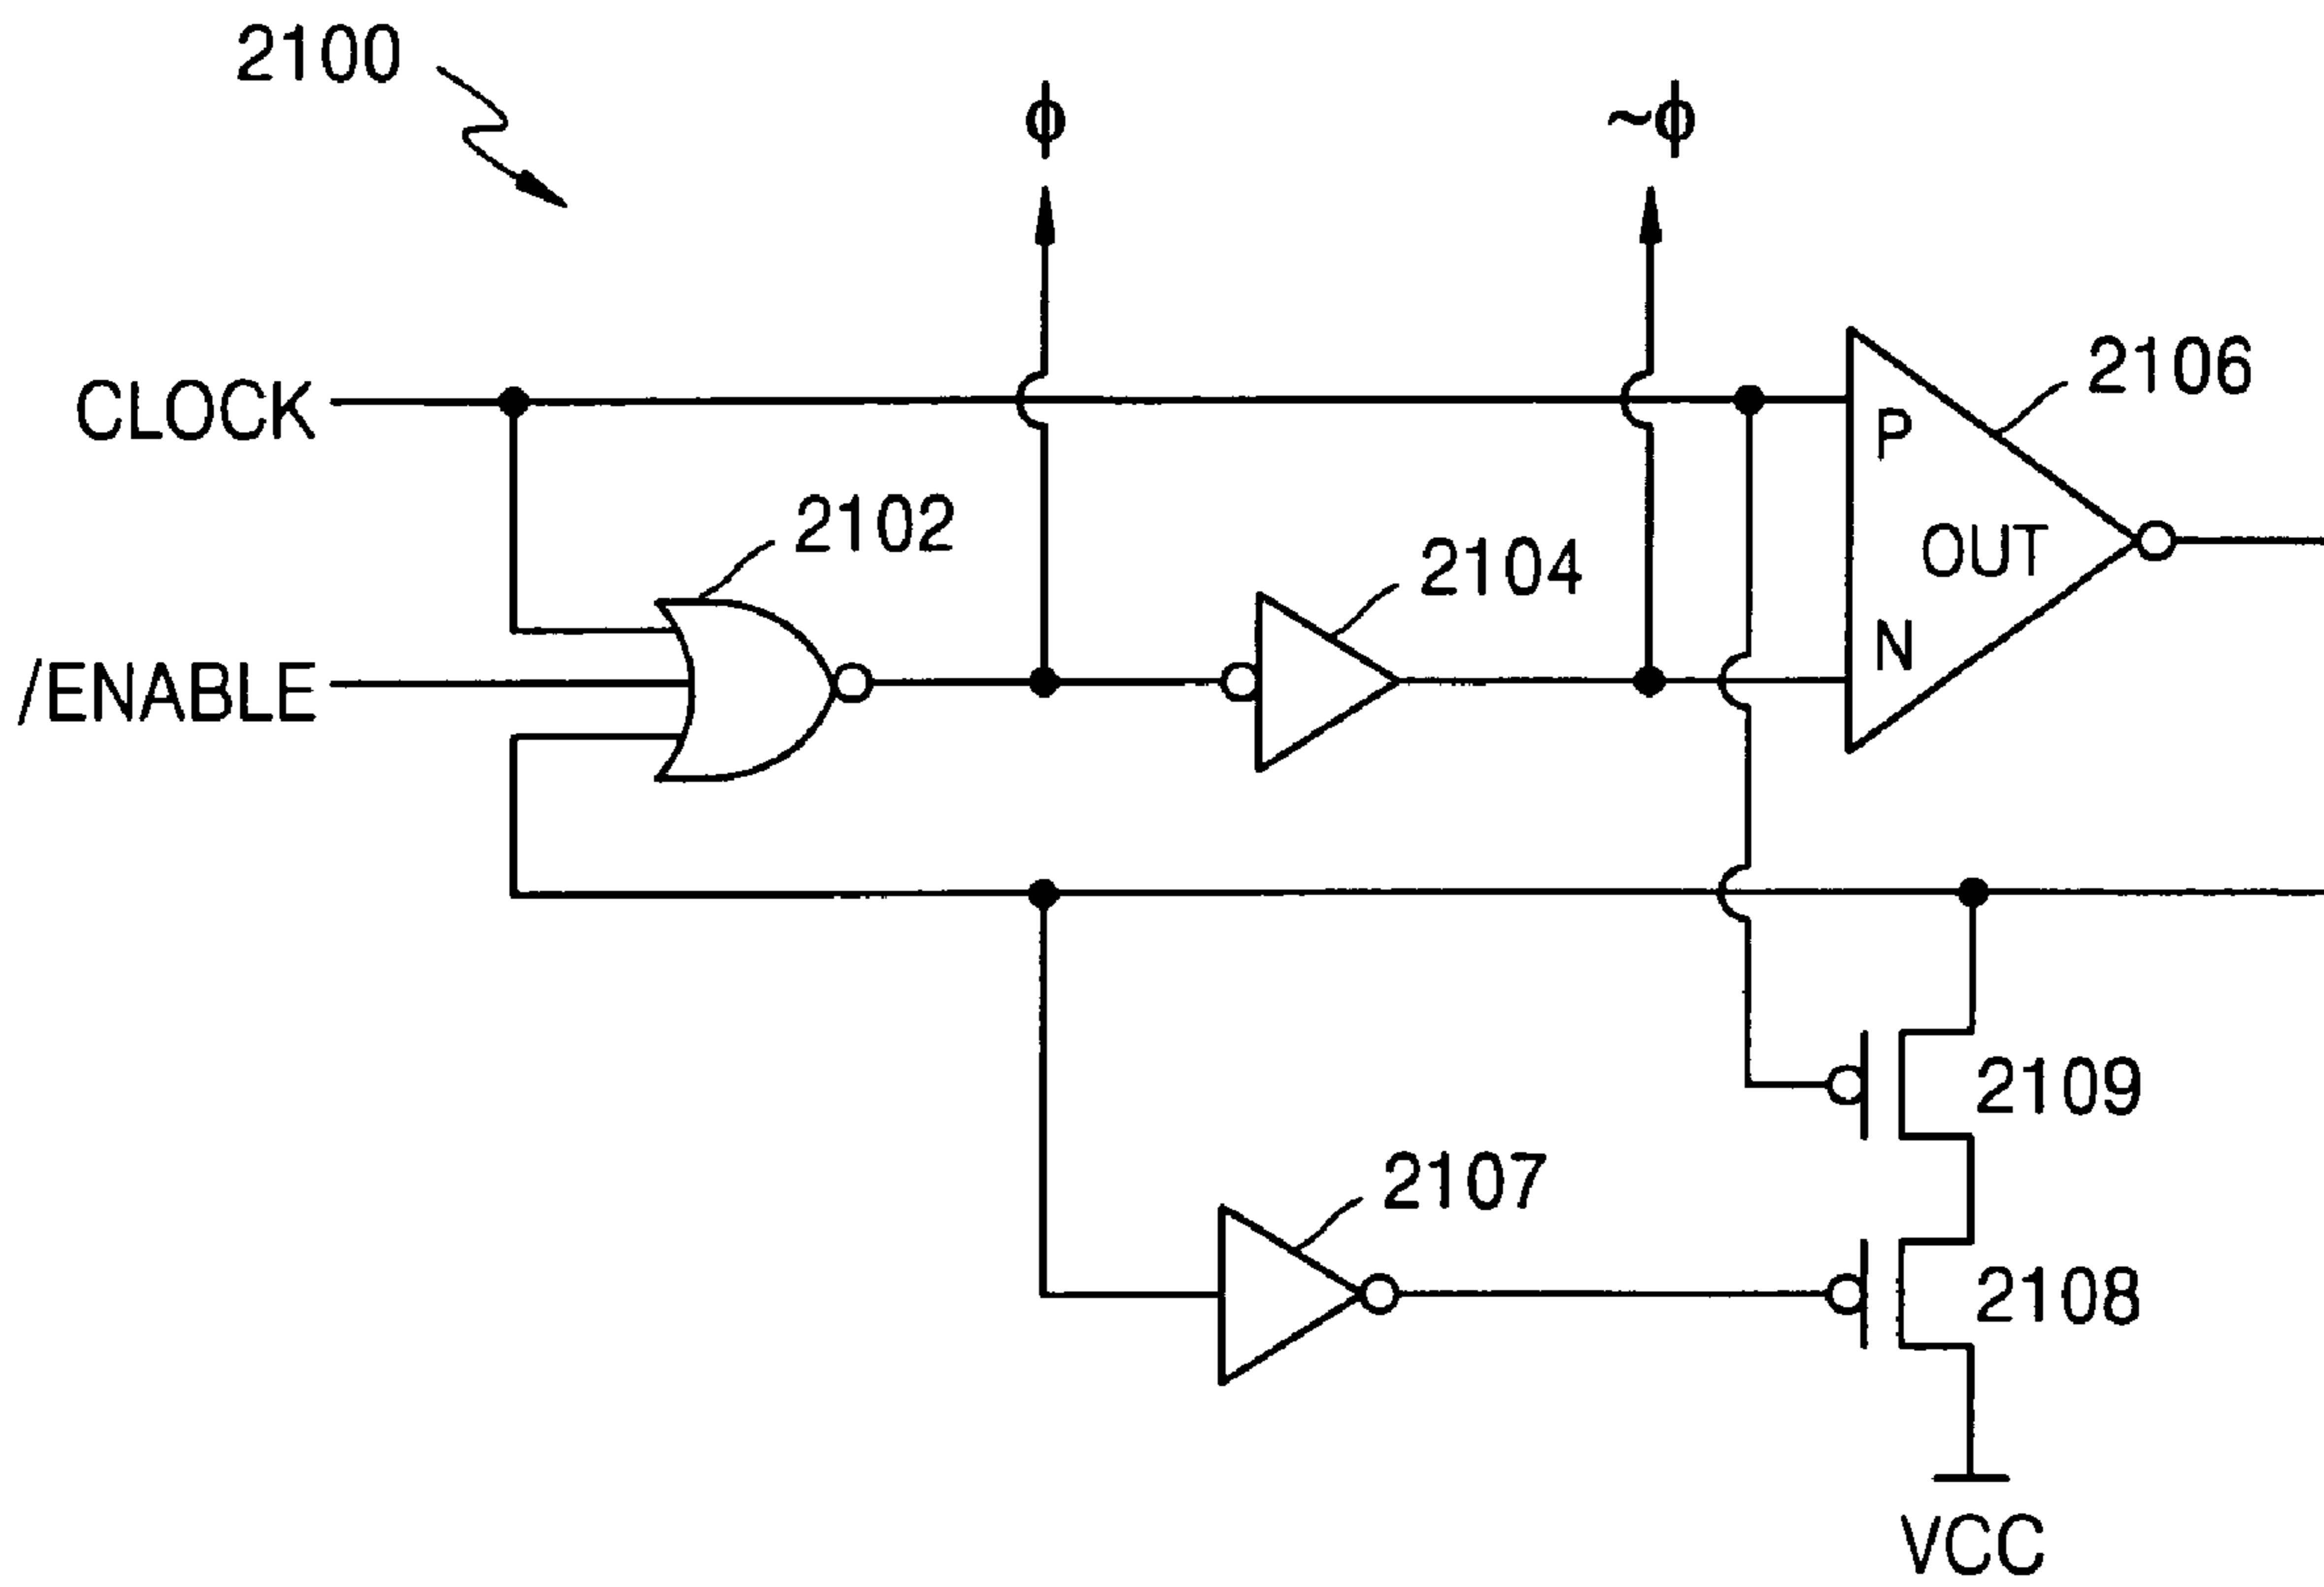 2100
ϕ
~ϕ
CLOCK
2106
P
2102
OUT
2104
N
/ENABLE
2109
2107
2108
VCC